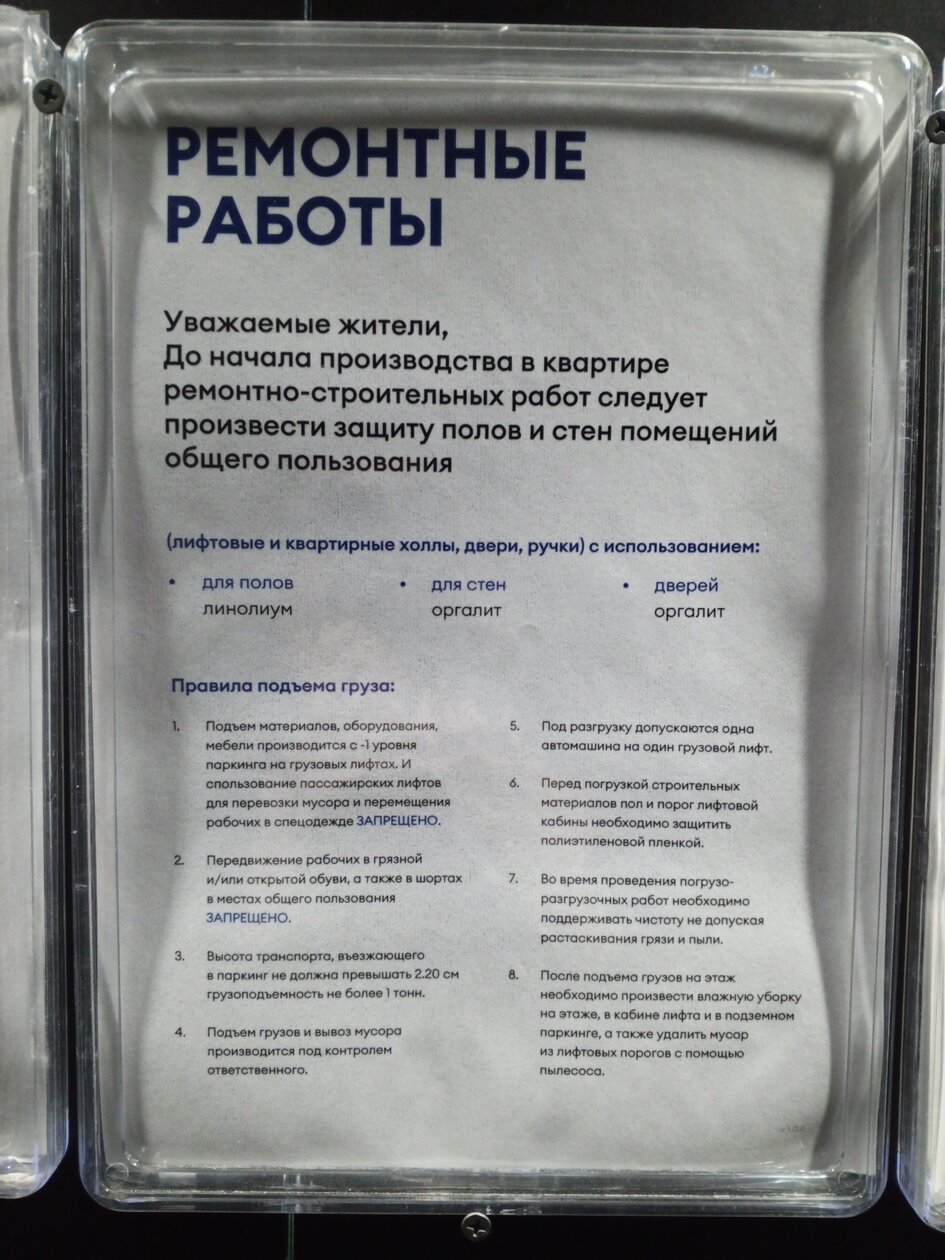 РЕМОНТНЫЕ
РАБОТЫ
Уважаемые жители,
До начала производства в квартире
ремонтно-строительных работ следует
произвести защиту полов и стен помещений
общего пользования
(лифтовые и квартирные холлы, двери, ручки) с использованием:
• для полов
линолиум
• для стен
оргалит
• дверей
оргалит
Правила подъема груза:
1. Подъем материалов, оборудования,
мебели производится с -1 уровня
паркинга на грузовых лифтах. И
спользование пассажирских лифтов
для перевозки мусора и перемещения
рабочих в спецодежде ЗАПРЕЩЕНО.
2. Передвижение рабочих в грязной
и/или открытой обуви, а также в шортах
в местах общего пользования
ЗАПРЕЩЕНО.
3. Высота транспорта, въезжающего
в паркинг не должна превышать 2.20 см
грузоподъемность не более 1 тонн.
4. Подъем грузов и вывоз мусора
производится под контролем
ответственного.
5. Под разгрузку допускаются одна
автомашина на один грузовой лифт.
6. Перед погрузкой строительных
материалов пол и порог лифтовой
кабины необходимо защитить
полиэтиленовой пленкой.
7. Во время проведения погрузо-
разгрузочных работ необходимо
поддерживать чистоту не допуская
растаскивания грязи и пыли.
8. После подъема грузов на этаж
необходимо произвести влажную уборку
на этаже, в кабине лифта и в подземном
паркинге, а также удалить мусор
из лифтовых порогов с помощью
пылесоса.